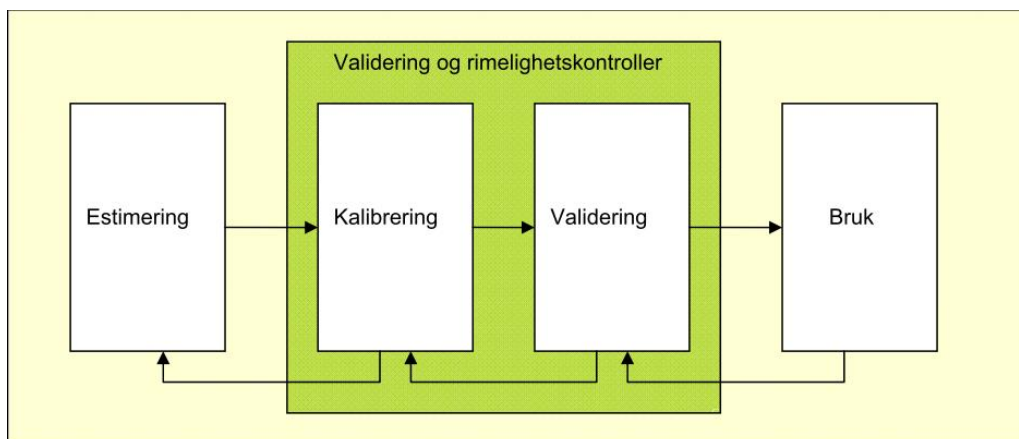 Validering og rimelighetskontroller
Estimering
Kalibrering
Validering
Bruk